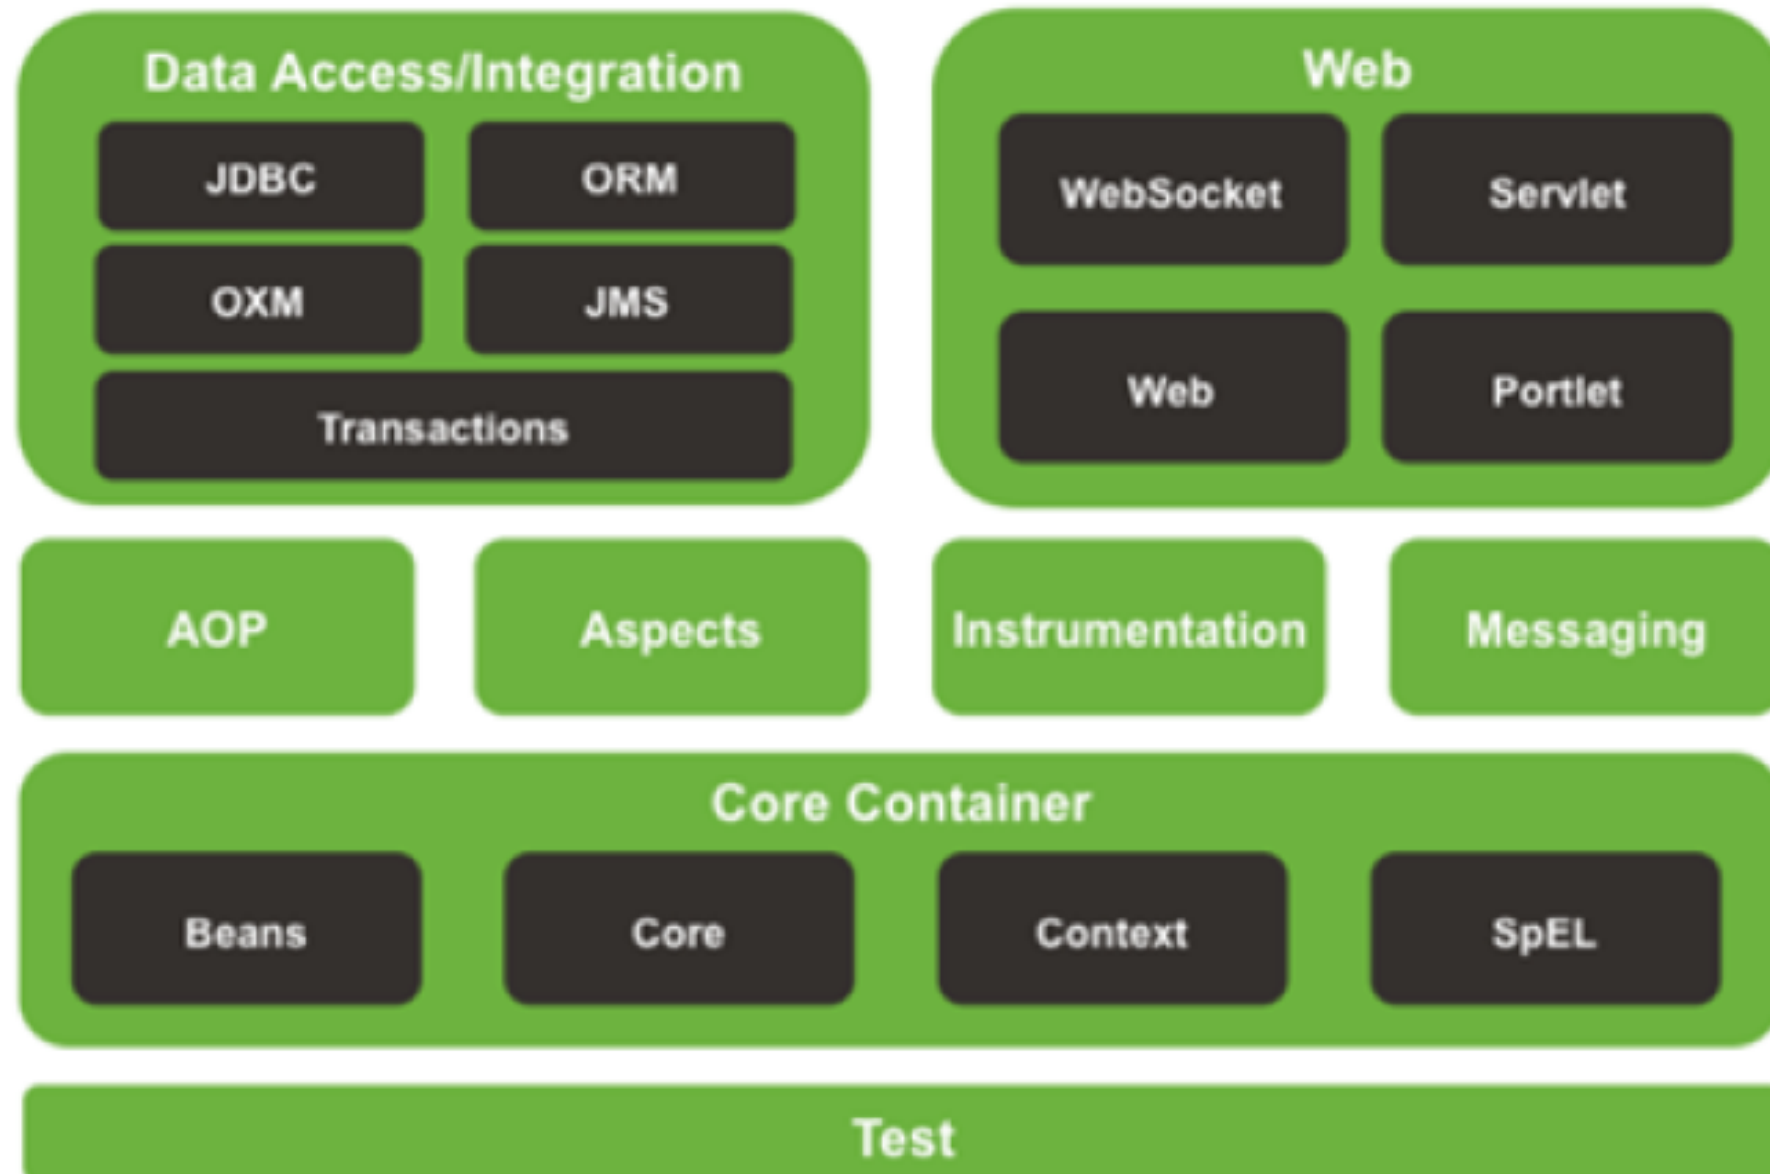 Data Access/Integration
JDBC
ORM
OXM
JMS
Transactions
Web
WebSocket
Servlet
Web
Portlet
AOP
Aspects
Instrumentation
Messaging
Core Container
Beans
Core
Context
SpEL
Test